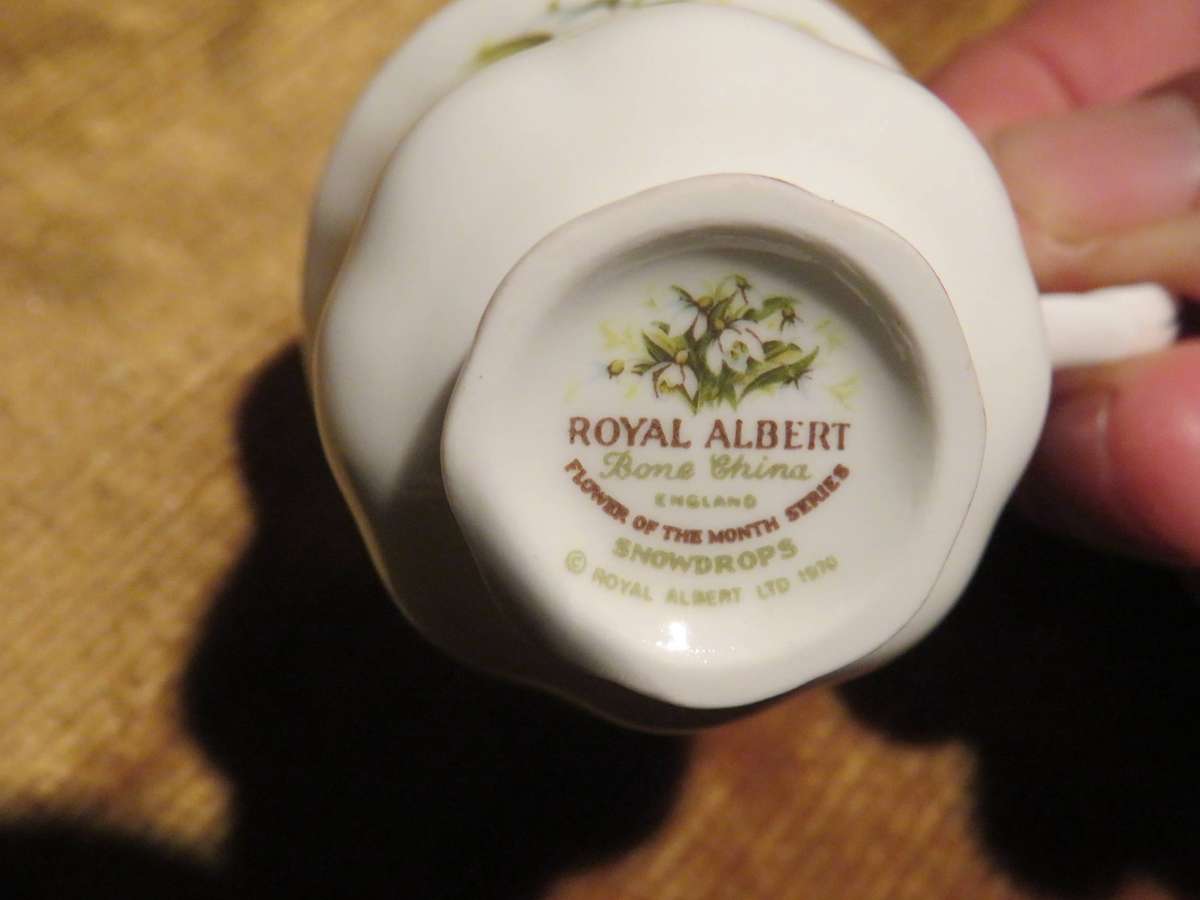 ROYAL ALBERT
Bone China
ENGLAND
FLOWER OF THE MONTH SERIES
SNOWDROPS
© ROYAL ALBERT LTD 1970